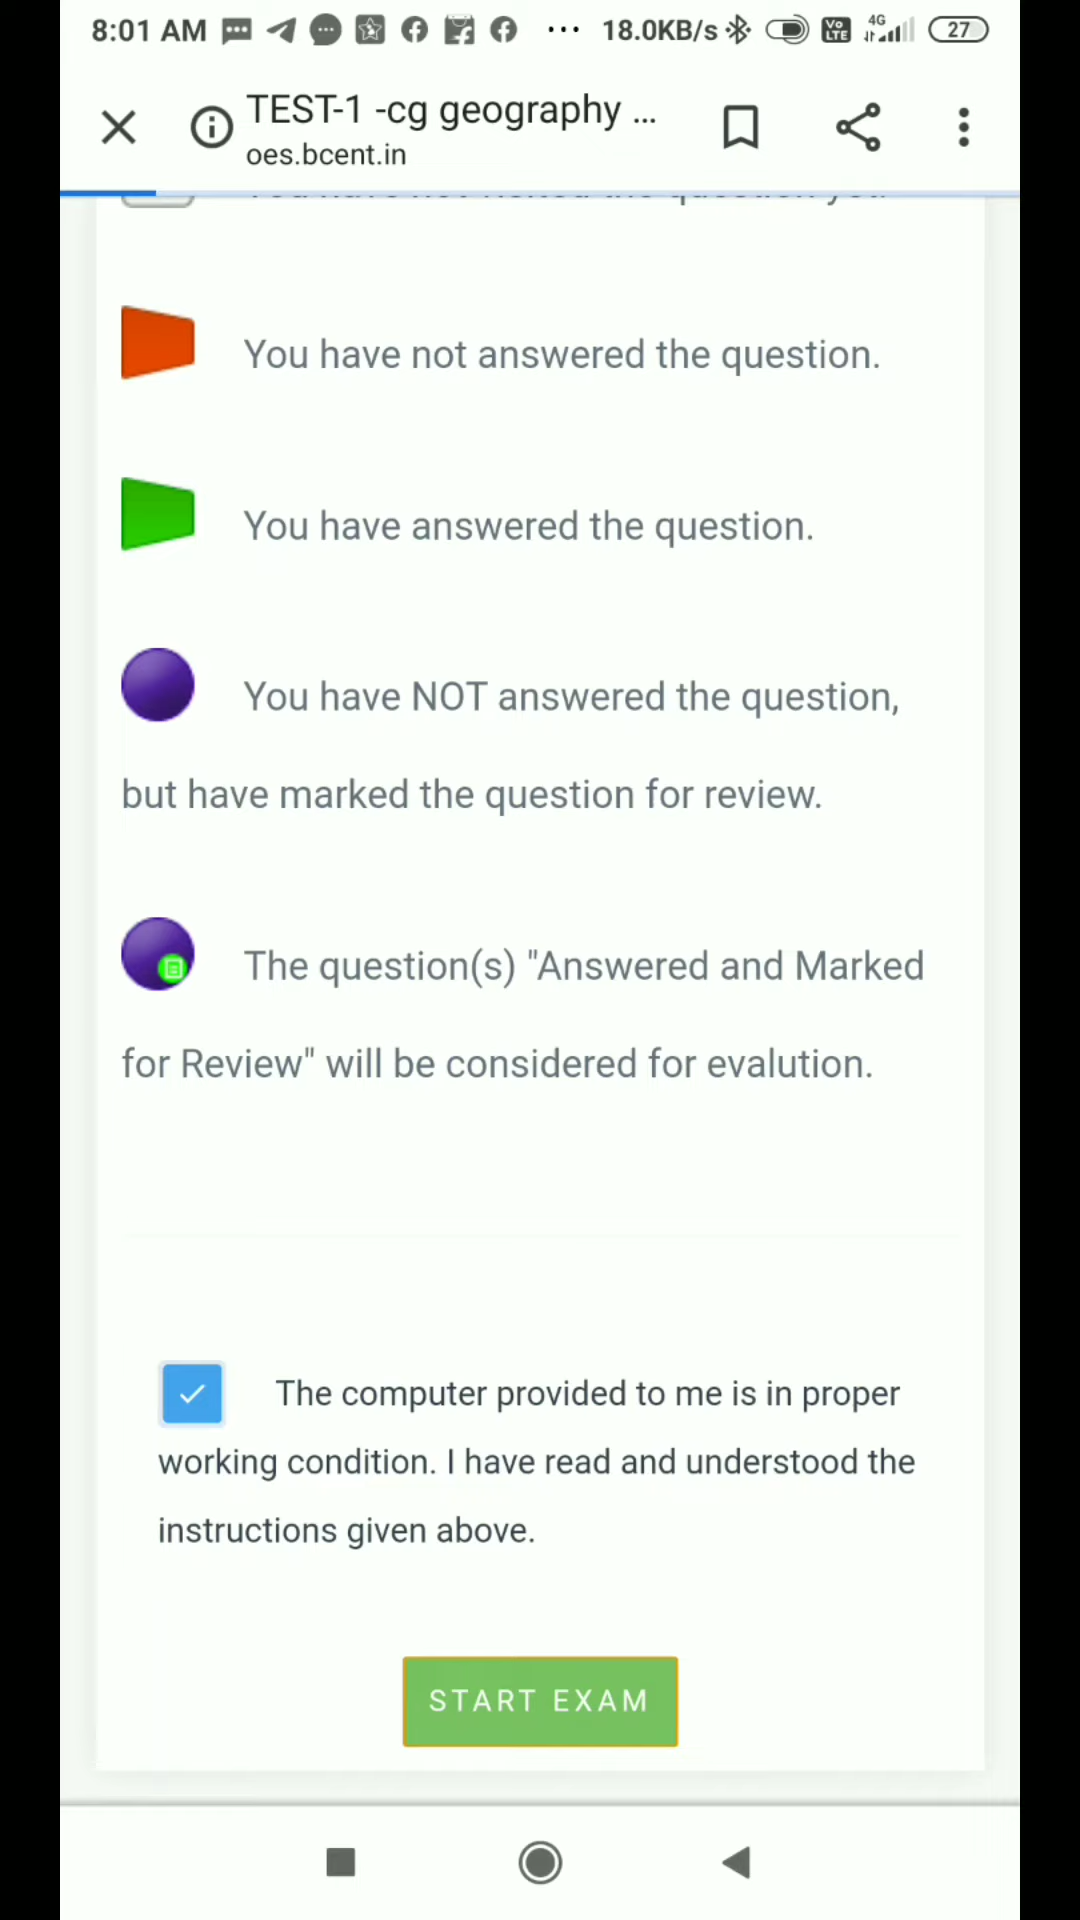 8:01 AM 18.0KB/s VoLTE 4G 27
TEST-1 -cg geography ...
oes.bcent.in
You have not answered the question.
You have answered the question.
You have NOT answered the question,
but have marked the question for review.
The question(s) "Answered and Marked
for Review" will be considered for evalution.
The computer provided to me is in proper
working condition. I have read and understood the
instructions given above.
START EXAM